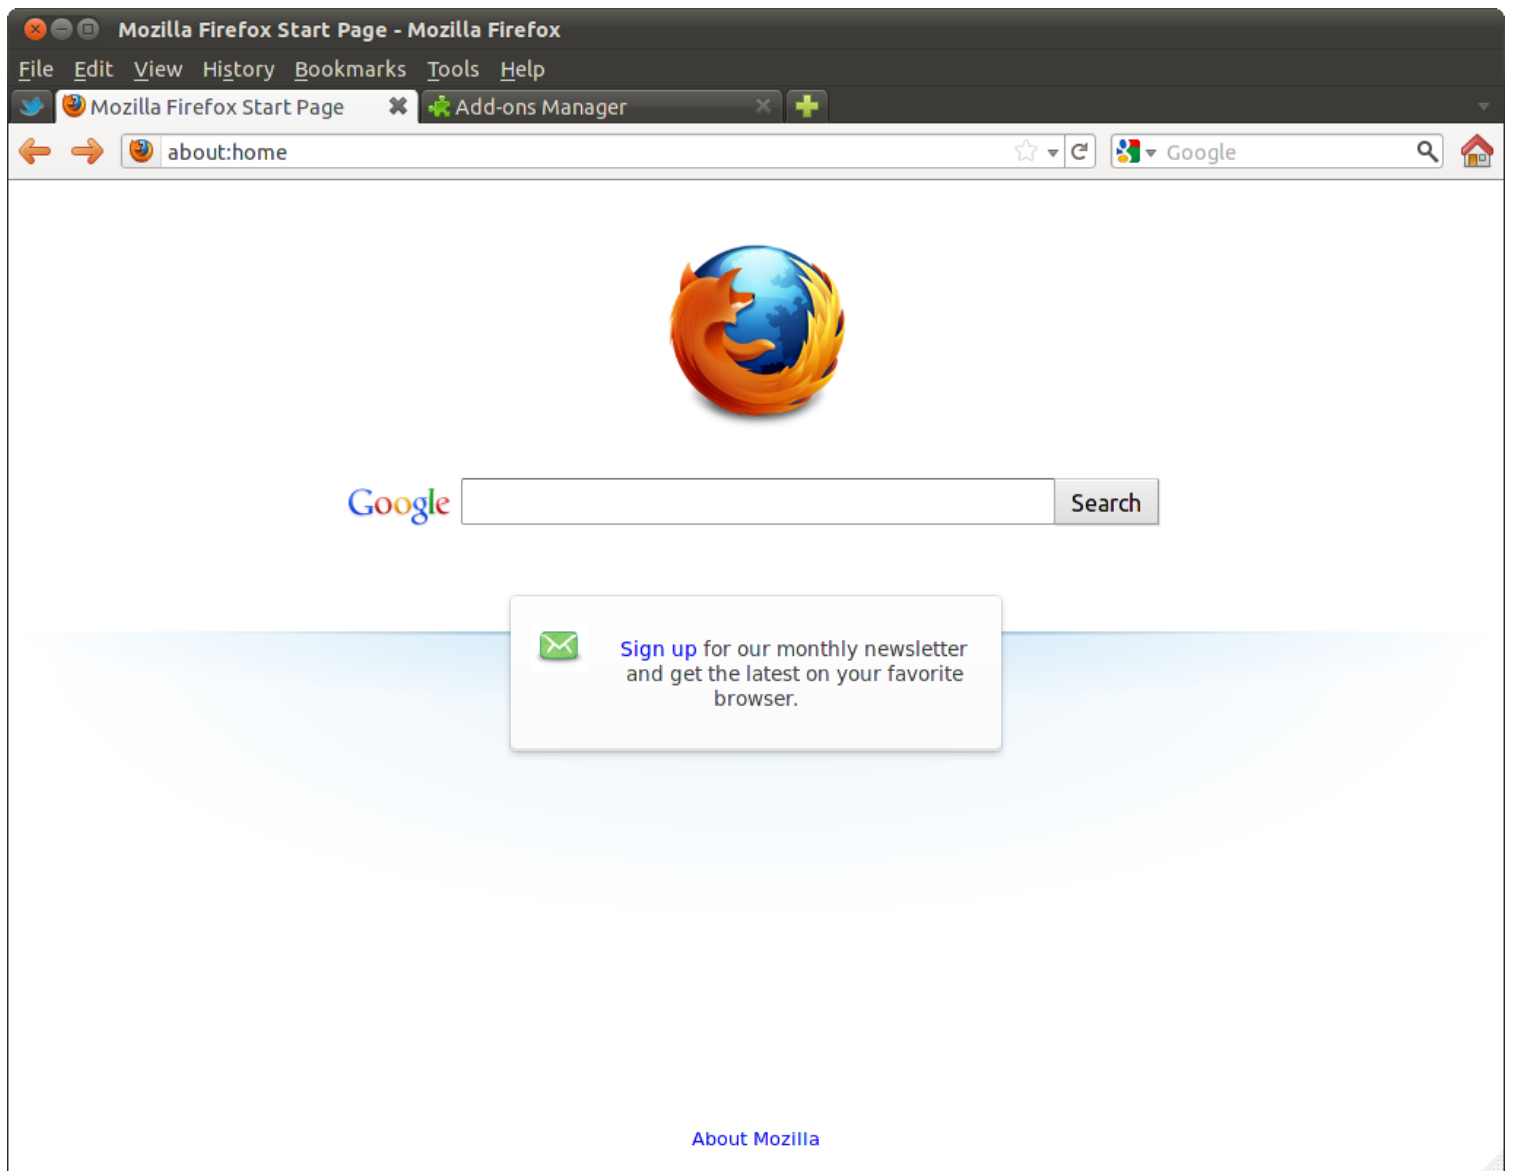 Mozilla Firefox Start Page - Mozilla Firefox
File Edit View History Bookmarks Tools Help
Mozilla Firefox Start Page Add-ons Manager
about:home Google
Google Search
Sign up for our monthly newsletter
and get the latest on your favorite
browser.
About Mozilla